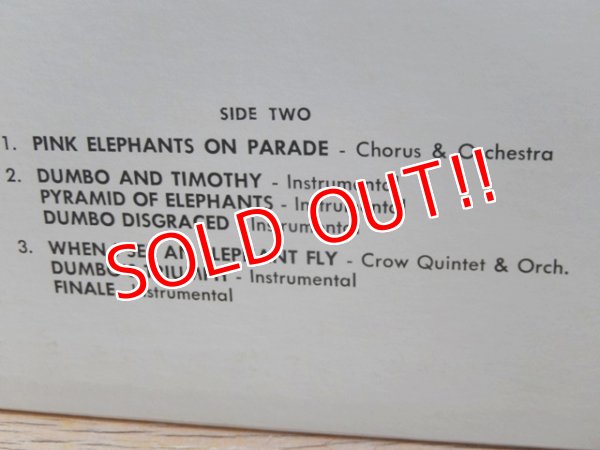 SIDE TWO
1. PINK ELEPHANTS ON PARADE - Chorus & Orchestra
2. DUMBO AND TIMOTHY - Instrumental
PYRAMID OF ELEPHANTS - Instrumental
DUMBO DISGRACED - Instrumental
3. WHEN I SEE AN ELEPHANT FLY - Crow Quintet & Orch.
DUMBO'S TRIUMPH - Instrumental
FINALE - Instrumental
SOLD OUT!!